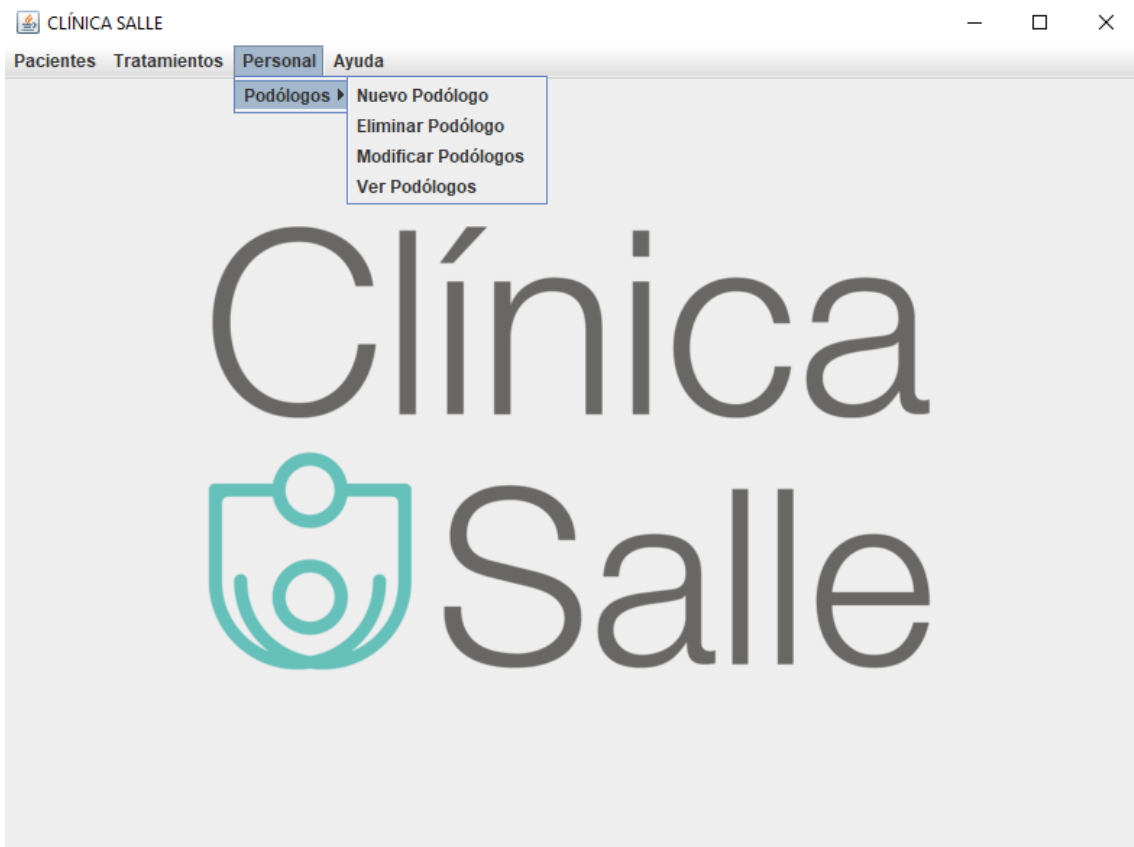 CLÍNICA SALLE
Pacientes Tratamientos Personal Ayuda
Podólogos Nuevo Podólogo
Eliminar Podólogo
Modificar Podólogos
Ver Podólogos
Clínica
Salle